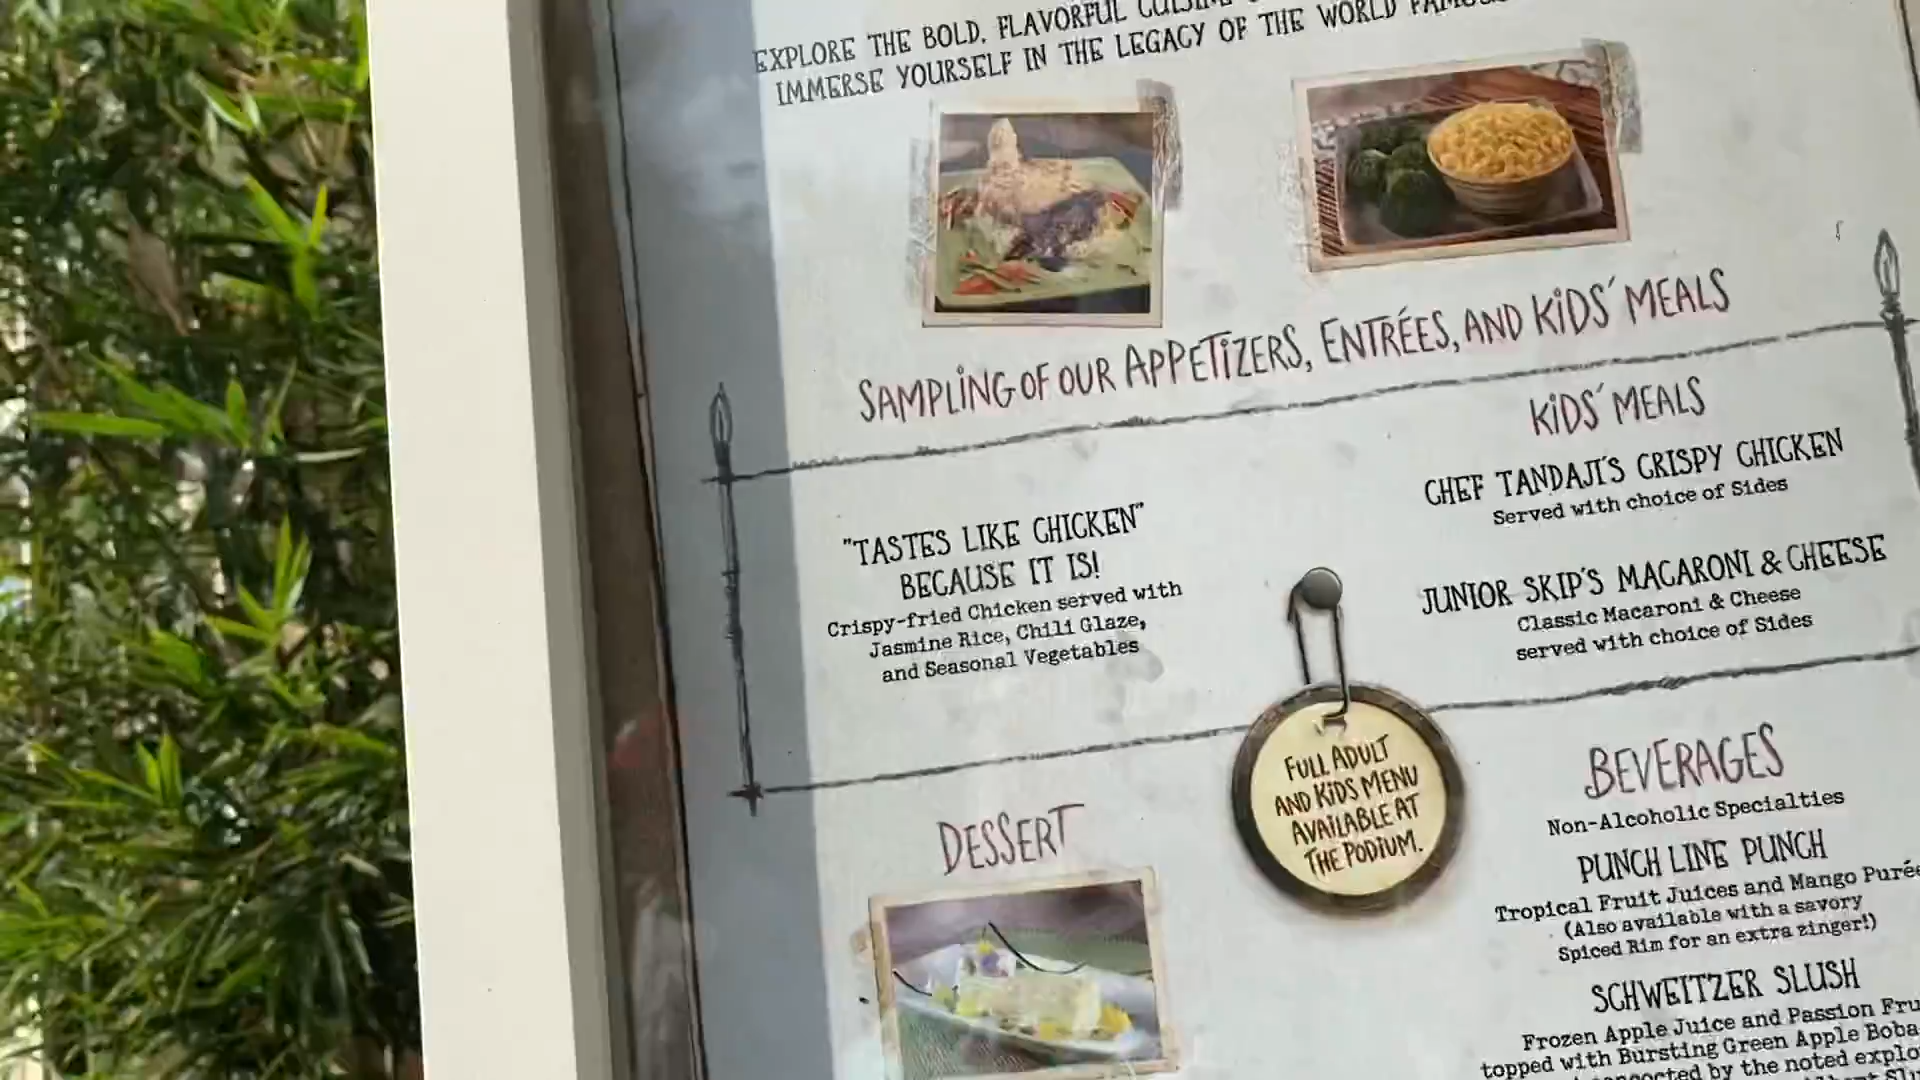 EXPLORE THE BOLD, FLAVORFUL
IMMERSE YOURSELF IN THE LEGACY OF THE WORLD
SAMPLING OF OUR APPETIZERS, ENTRÉES, AND KIDS' MEALS
"TASTES LIKE CHICKEN"
BECAUSE IT IS!
Crispy-fried Chicken served with
Jasmine Rice, Chili Glaze,
and Seasonal Vegetables
KIDS' MEALS
CHEF TANDAJI'S CRISPY CHICKEN
Served with choice of Sides
JUNIOR SKIP'S MACARONI & CHEESE
Classic Macaroni & Cheese
served with choice of Sides
FULL ADULT
AND KIDS MENU
AVAILABLE AT
THE PODIUM.
DESSERT
BEVERAGES
Non-Alcoholic Specialties
PUNCH LINE PUNCH
Tropical Fruit Juices and Mango Purée
(Also available with a savory
Spiced Rim for an extra zinger!)
SCHWEITZER SLUSH
Frozen Apple Juice and Passion
topped with Bursting Green Apple Boba
by the noted